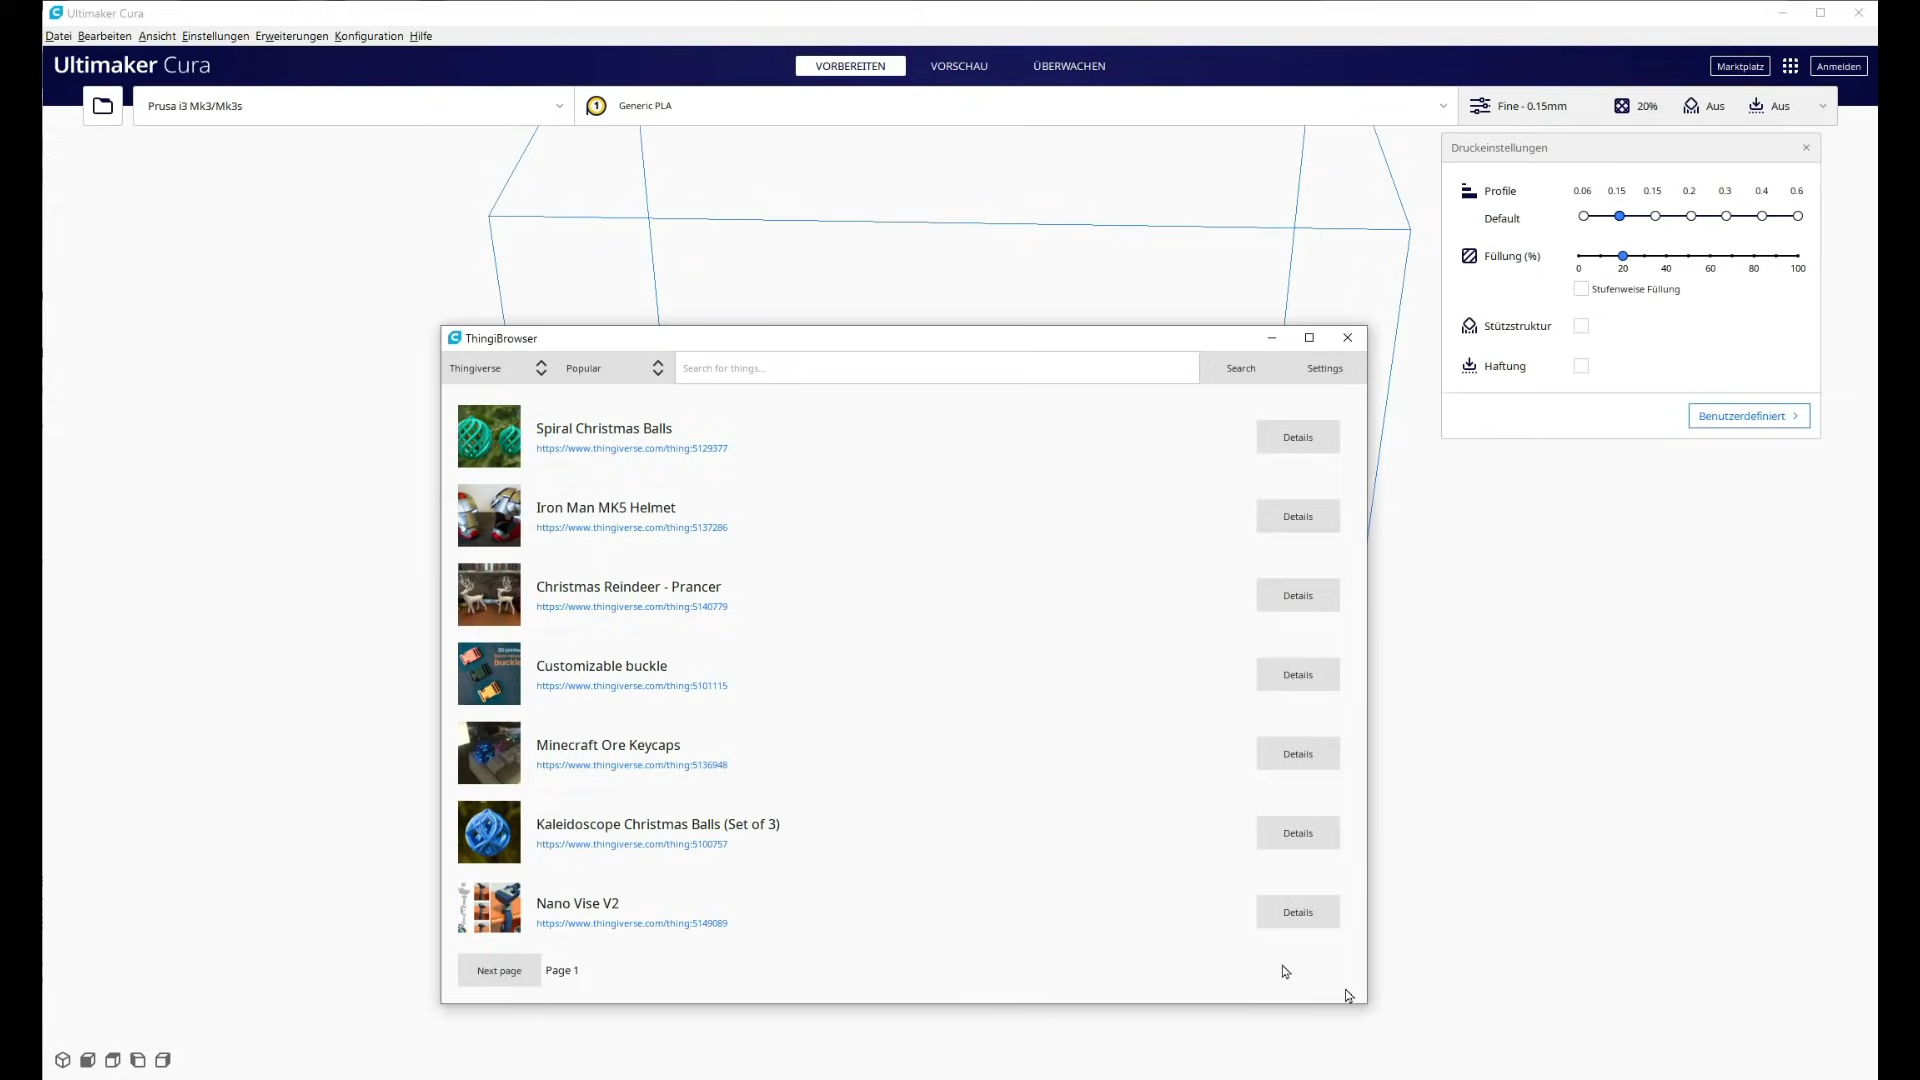 Ultimaker Cura
Datei Bearbeiten Ansicht Einstellungen Erweiterungen Konfiguration Hilfe
Ultimaker Cura
VORBEREITEN
VORSCHAU
ÜBERWACHEN
Marktplatz
Anmelden
Prusa i3 Mk3/Mk3s
1
Generic PLA
Fine - 0.15mm
20%
Aus
Aus
Druckeinstellungen
Profile
0.06 0.15 0.15 0.2 0.3 0.4 0.6
Default
Füllung (%)
0 20 40 60 80 100
Stufenweise Füllung
Stützstruktur
Haftung
Benutzerdefiniert
ThingiBrowser
Thingiverse
Popular
Search for things...
Search
Settings
Spiral Christmas Balls
https://www.thingiverse.com/thing:5129377
Details
Iron Man MK5 Helmet
https://www.thingiverse.com/thing:5137286
Details
Christmas Reindeer - Prancer
https://www.thingiverse.com/thing:5140779
Details
Customizable buckle
https://www.thingiverse.com/thing:5101115
Details
buckle
Minecraft Ore Keycaps
https://www.thingiverse.com/thing:5136948
Details
Kaleidoscope Christmas Balls (Set of 3)
https://www.thingiverse.com/thing:5100757
Details
Nano Vise V2
https://www.thingiverse.com/thing:5149089
Details
Next page
Page 1